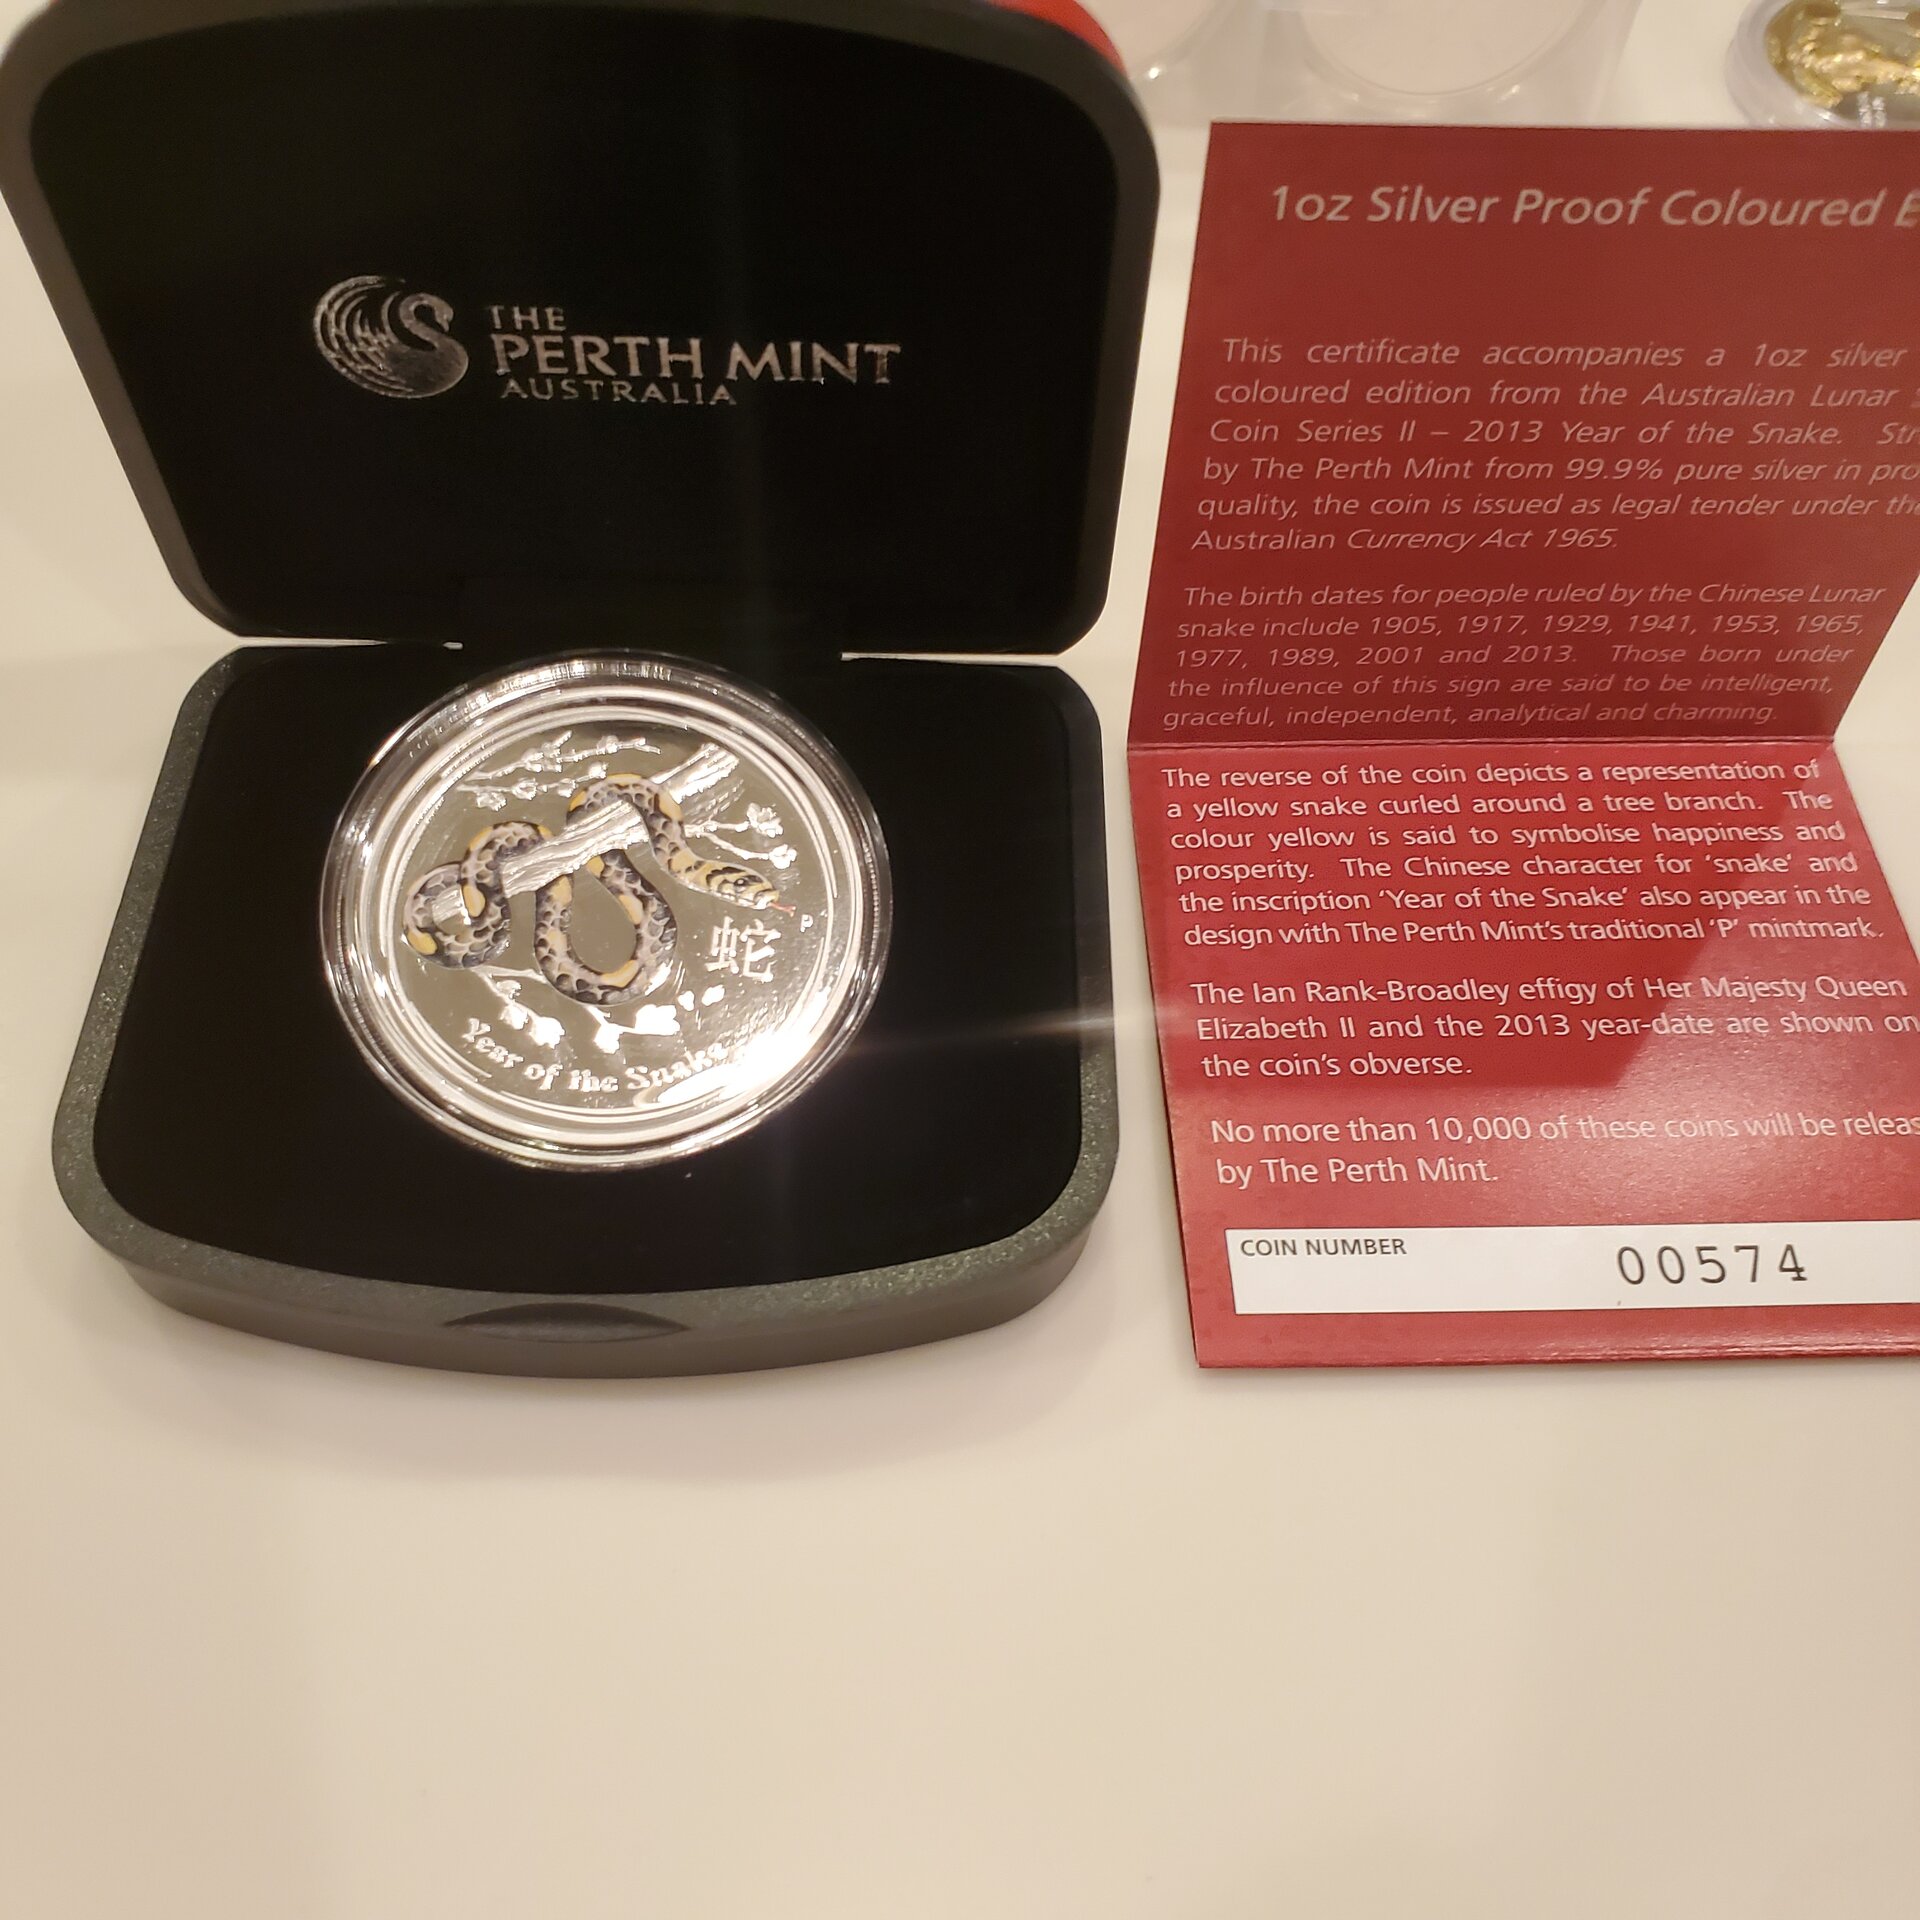 THE
PERTH MINT
AUSTRALIA
蛇
P
Year of the Snake
1oz Silver Proof Coloured
This certificate accompanies a 1oz silver
coloured edition from the Australian Lunar
Coin Series II – 2013 Year of the Snake.
by The Perth Mint from 99.9% pure silver in
quality, the coin is issued as legal tender under
Australian Currency Act 1965.
The birth dates for people ruled by the Chinese Lunar
snake include 1905, 1917, 1929, 1941, 1953, 1965,
1977, 1989, 2001 and 2013. Those born under
the influence of this sign are said to be intelligent,
graceful, independent, analytical and charming.
The reverse of the coin depicts a representation of
a yellow snake curled around a tree branch. The
colour yellow is said to symbolise happiness and
prosperity. The Chinese character for ‘snake’ and
the inscription ‘Year of the Snake’ also appear in the
design with The Perth Mint’s traditional ‘P’ mintmark.
The Ian Rank-Broadley effigy of Her Majesty Queen
Elizabeth II and the 2013 year-date are shown on
the coin’s obverse.
No more than 10,000 of these coins will be
by The Perth Mint.
COIN NUMBER
00574